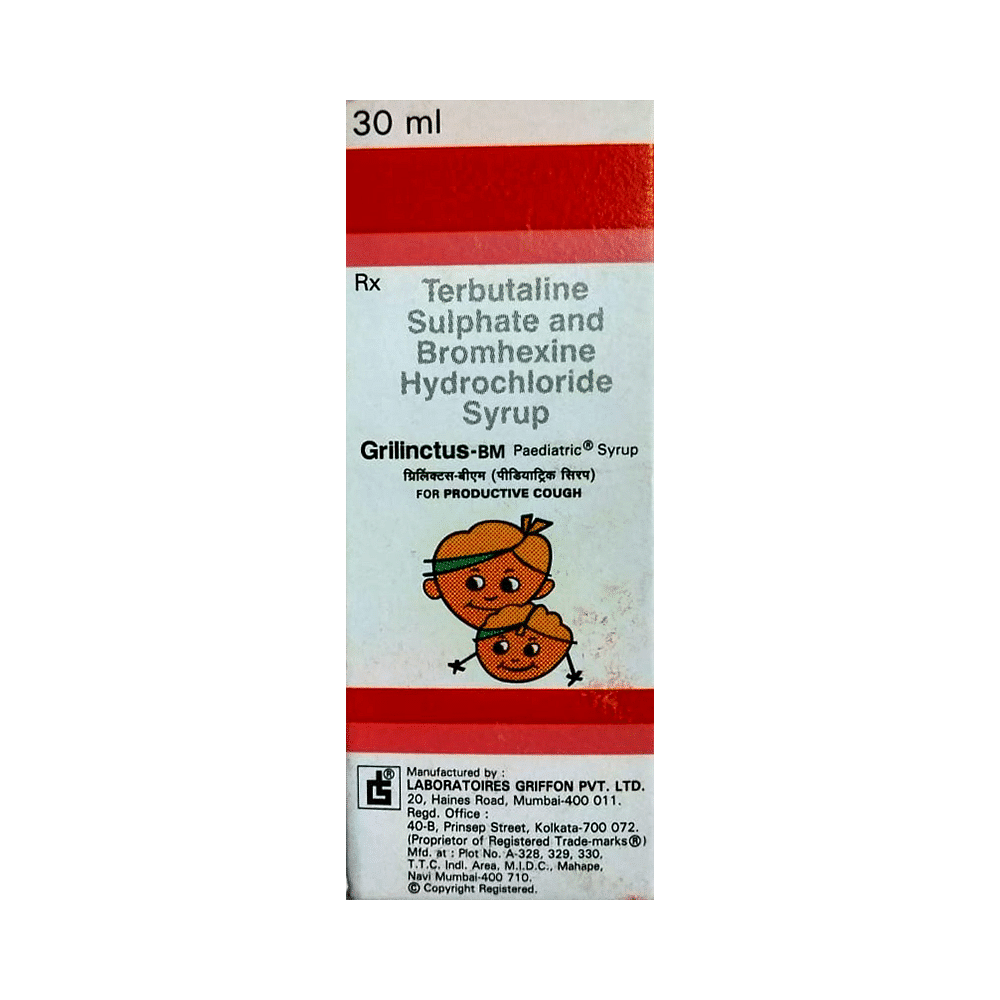 30 ml
Rx
Terbutaline
Sulphate and
Bromhexine
Hydrochloride
Syrup
Grilinctus-BM Paediatric® Syrup
ग्रिलिंक्टस-बीएम (पीडियाट्रिक सिरप)
FOR PRODUCTIVE COUGH
®
Manufactured by :
LABORATOIRES GRIFFON PVT. LTD.
20, Haines Road, Mumbai-400 011.
Regd. Office :
40-B, Prinsep Street, Kolkata-700 072.
(Proprietor of Registered Trade-marks®)
Mfd. at : Plot No. A-328, 329, 330,
T.T.C. Indl. Area, M.I.D.C., Mahape,
Navi Mumbai-400 710.
© Copyright Registered.